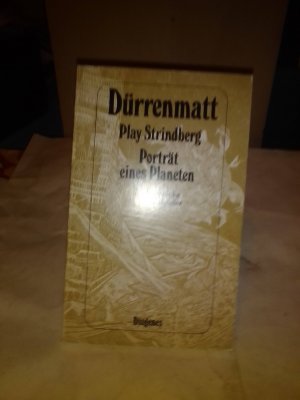 Dürrenmatt
Play Strindberg
Porträt
eines Planeten
Diogenes